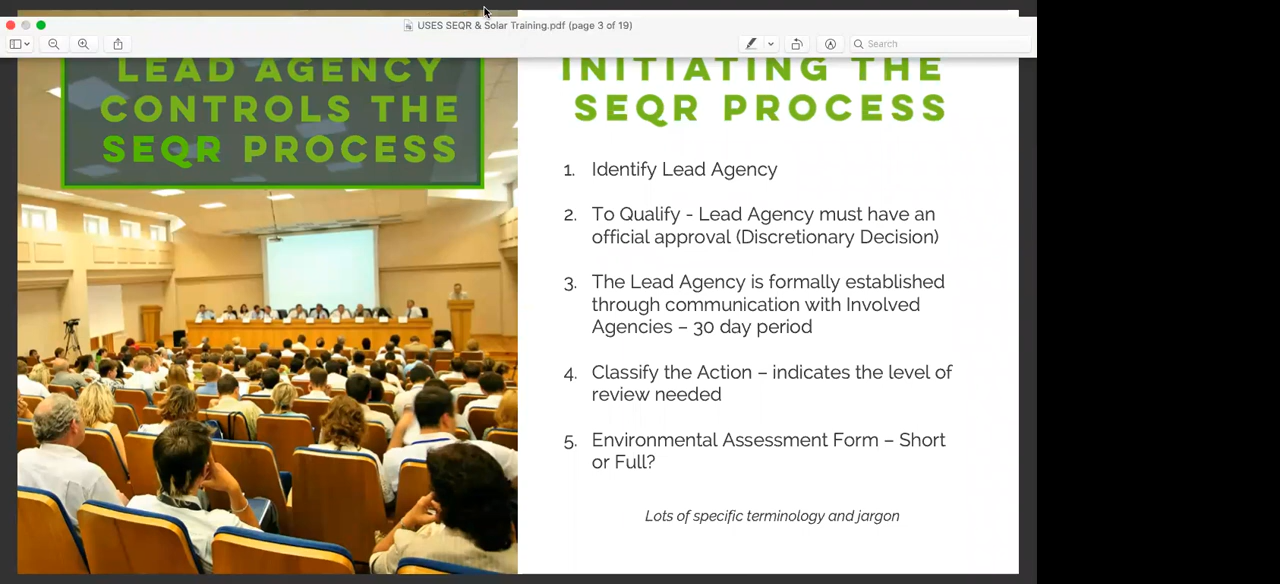 USES SEQR & Solar Training.pdf (page 3 of 19)
Search
LEAD AGENCY
CONTROLS THE
SEQR PROCESS
INITIATING THE
SEQR PROCESS
1. Identify Lead Agency
2. To Qualify - Lead Agency must have an
official approval (Discretionary Decision)
3. The Lead Agency is formally established
through communication with Involved
Agencies – 30 day period
4. Classify the Action – indicates the level of
review needed
5. Environmental Assessment Form – Short
or Full?
Lots of specific terminology and jargon